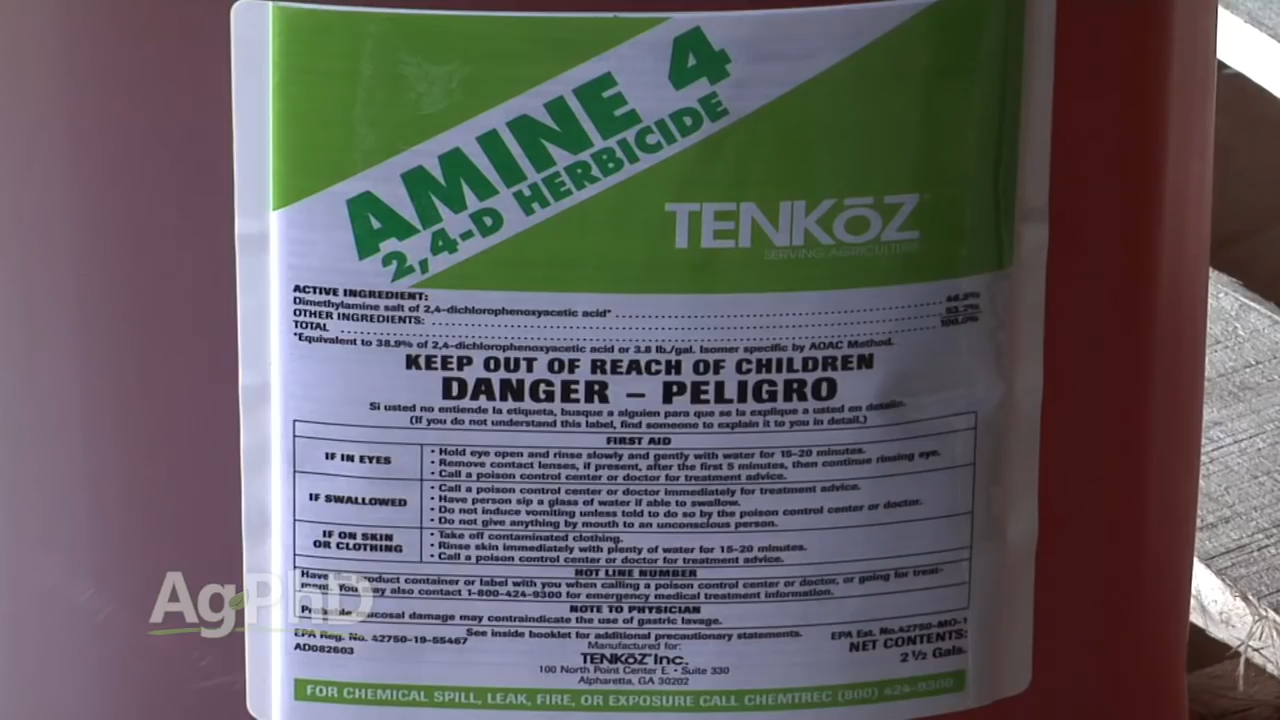 AMINE 4
2,4-D HERBICIDE
TENKōZ
SERVING AGRICULTURE
ACTIVE INGREDIENT:
Dimethylamine salt of 2,4-dichlorophenoxyacetic acid* 46.8%
OTHER INGREDIENTS: 53.2%
TOTAL 100.0%
*Equivalent to 38.9% of 2,4-dichlorophenoxyacetic acid or 3.8 lb./gal. Isomer specific by AOAC Method.
KEEP OUT OF REACH OF CHILDREN
DANGER – PELIGRO
Si usted no entiende la etiqueta, busque a alguien para que se la explique a usted en detalle.
(If you do not understand this label, find someone to explain it to you in detail.)
FIRST AID
IF IN EYES
• Hold eye open and rinse slowly and gently with water for 15-20 minutes.
• Remove contact lenses, if present, after the first 5 minutes, then continue rinsing eye.
• Call a poison control center or doctor for treatment advice.
IF SWALLOWED
• Call a poison control center or doctor immediately for treatment advice.
• Have person sip a glass of water if able to swallow.
• Do not induce vomiting unless told to do so by the poison control center or doctor.
• Do not give anything by mouth to an unconscious person.
IF ON SKIN
OR CLOTHING
• Take off contaminated clothing.
• Rinse skin immediately with plenty of water for 15-20 minutes.
• Call a poison control center or doctor for treatment advice.
HOT LINE NUMBER
Have product container or label with you when calling a poison control center or doctor, or going for treat-
ment. You may also contact 1-800-424-9300 for emergency medical treatment information.
NOTE TO PHYSICIAN
Probable mucosal damage may contraindicate the use of gastric lavage.
See inside booklet for additional precautionary statements.
EPA Reg. No. 42750-19-55467
AD082603
Manufactured for:
TENKōZ Inc.
100 North Point Center E. • Suite 330
Alpharetta, GA 30202
EPA Est. No. 42750-MO-1
NET CONTENTS:
2 ½ Gals.
FOR CHEMICAL SPILL, LEAK, FIRE, OR EXPOSURE CALL CHEMTREC (800) 424-9300
AgPhD